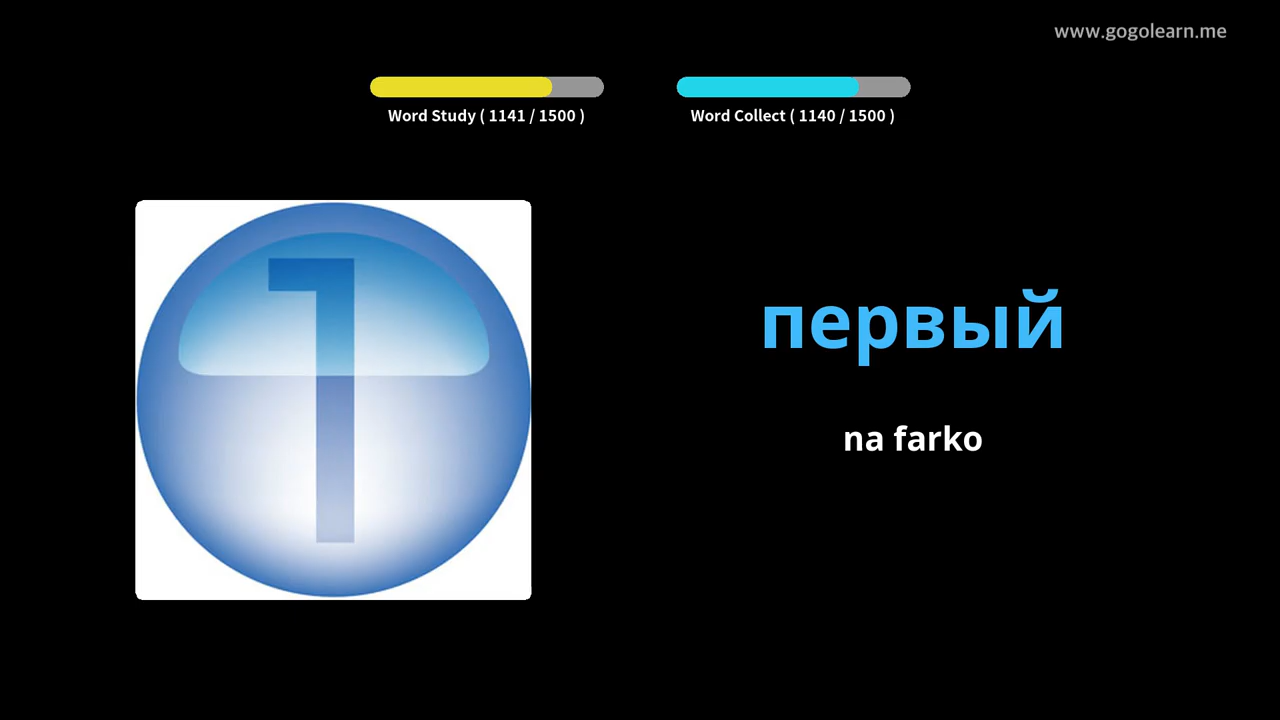 www.gogolearn.me
Word Study ( 1141 / 1500 )
Word Collect ( 1140 / 1500 )
1
первый
na farko